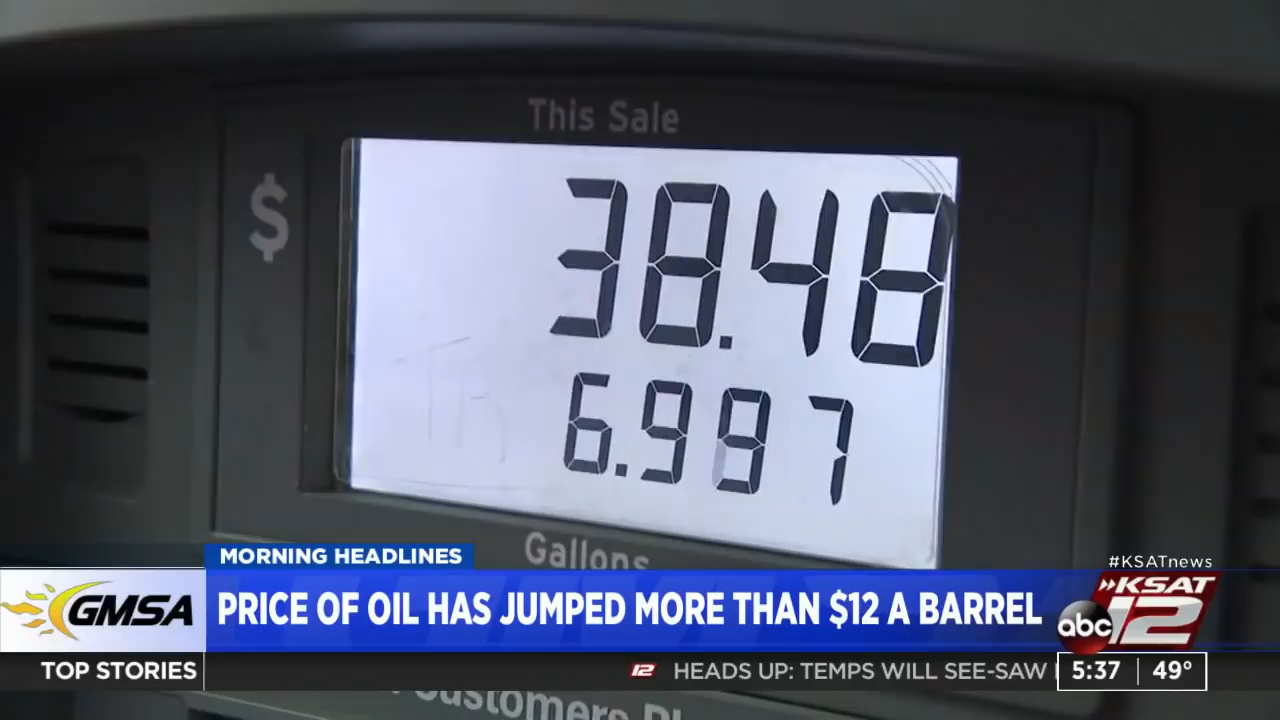 This Sale
$ 38.48
6.997
Gallons
MORNING HEADLINES
#KSATnews
GMSA
PRICE OF OIL HAS JUMPED MORE THAN $12 A BARREL
KSAT
abc 12
TOP STORIES
12 HEADS UP: TEMPS WILL SEE-SAW
5:37 49°
Customers